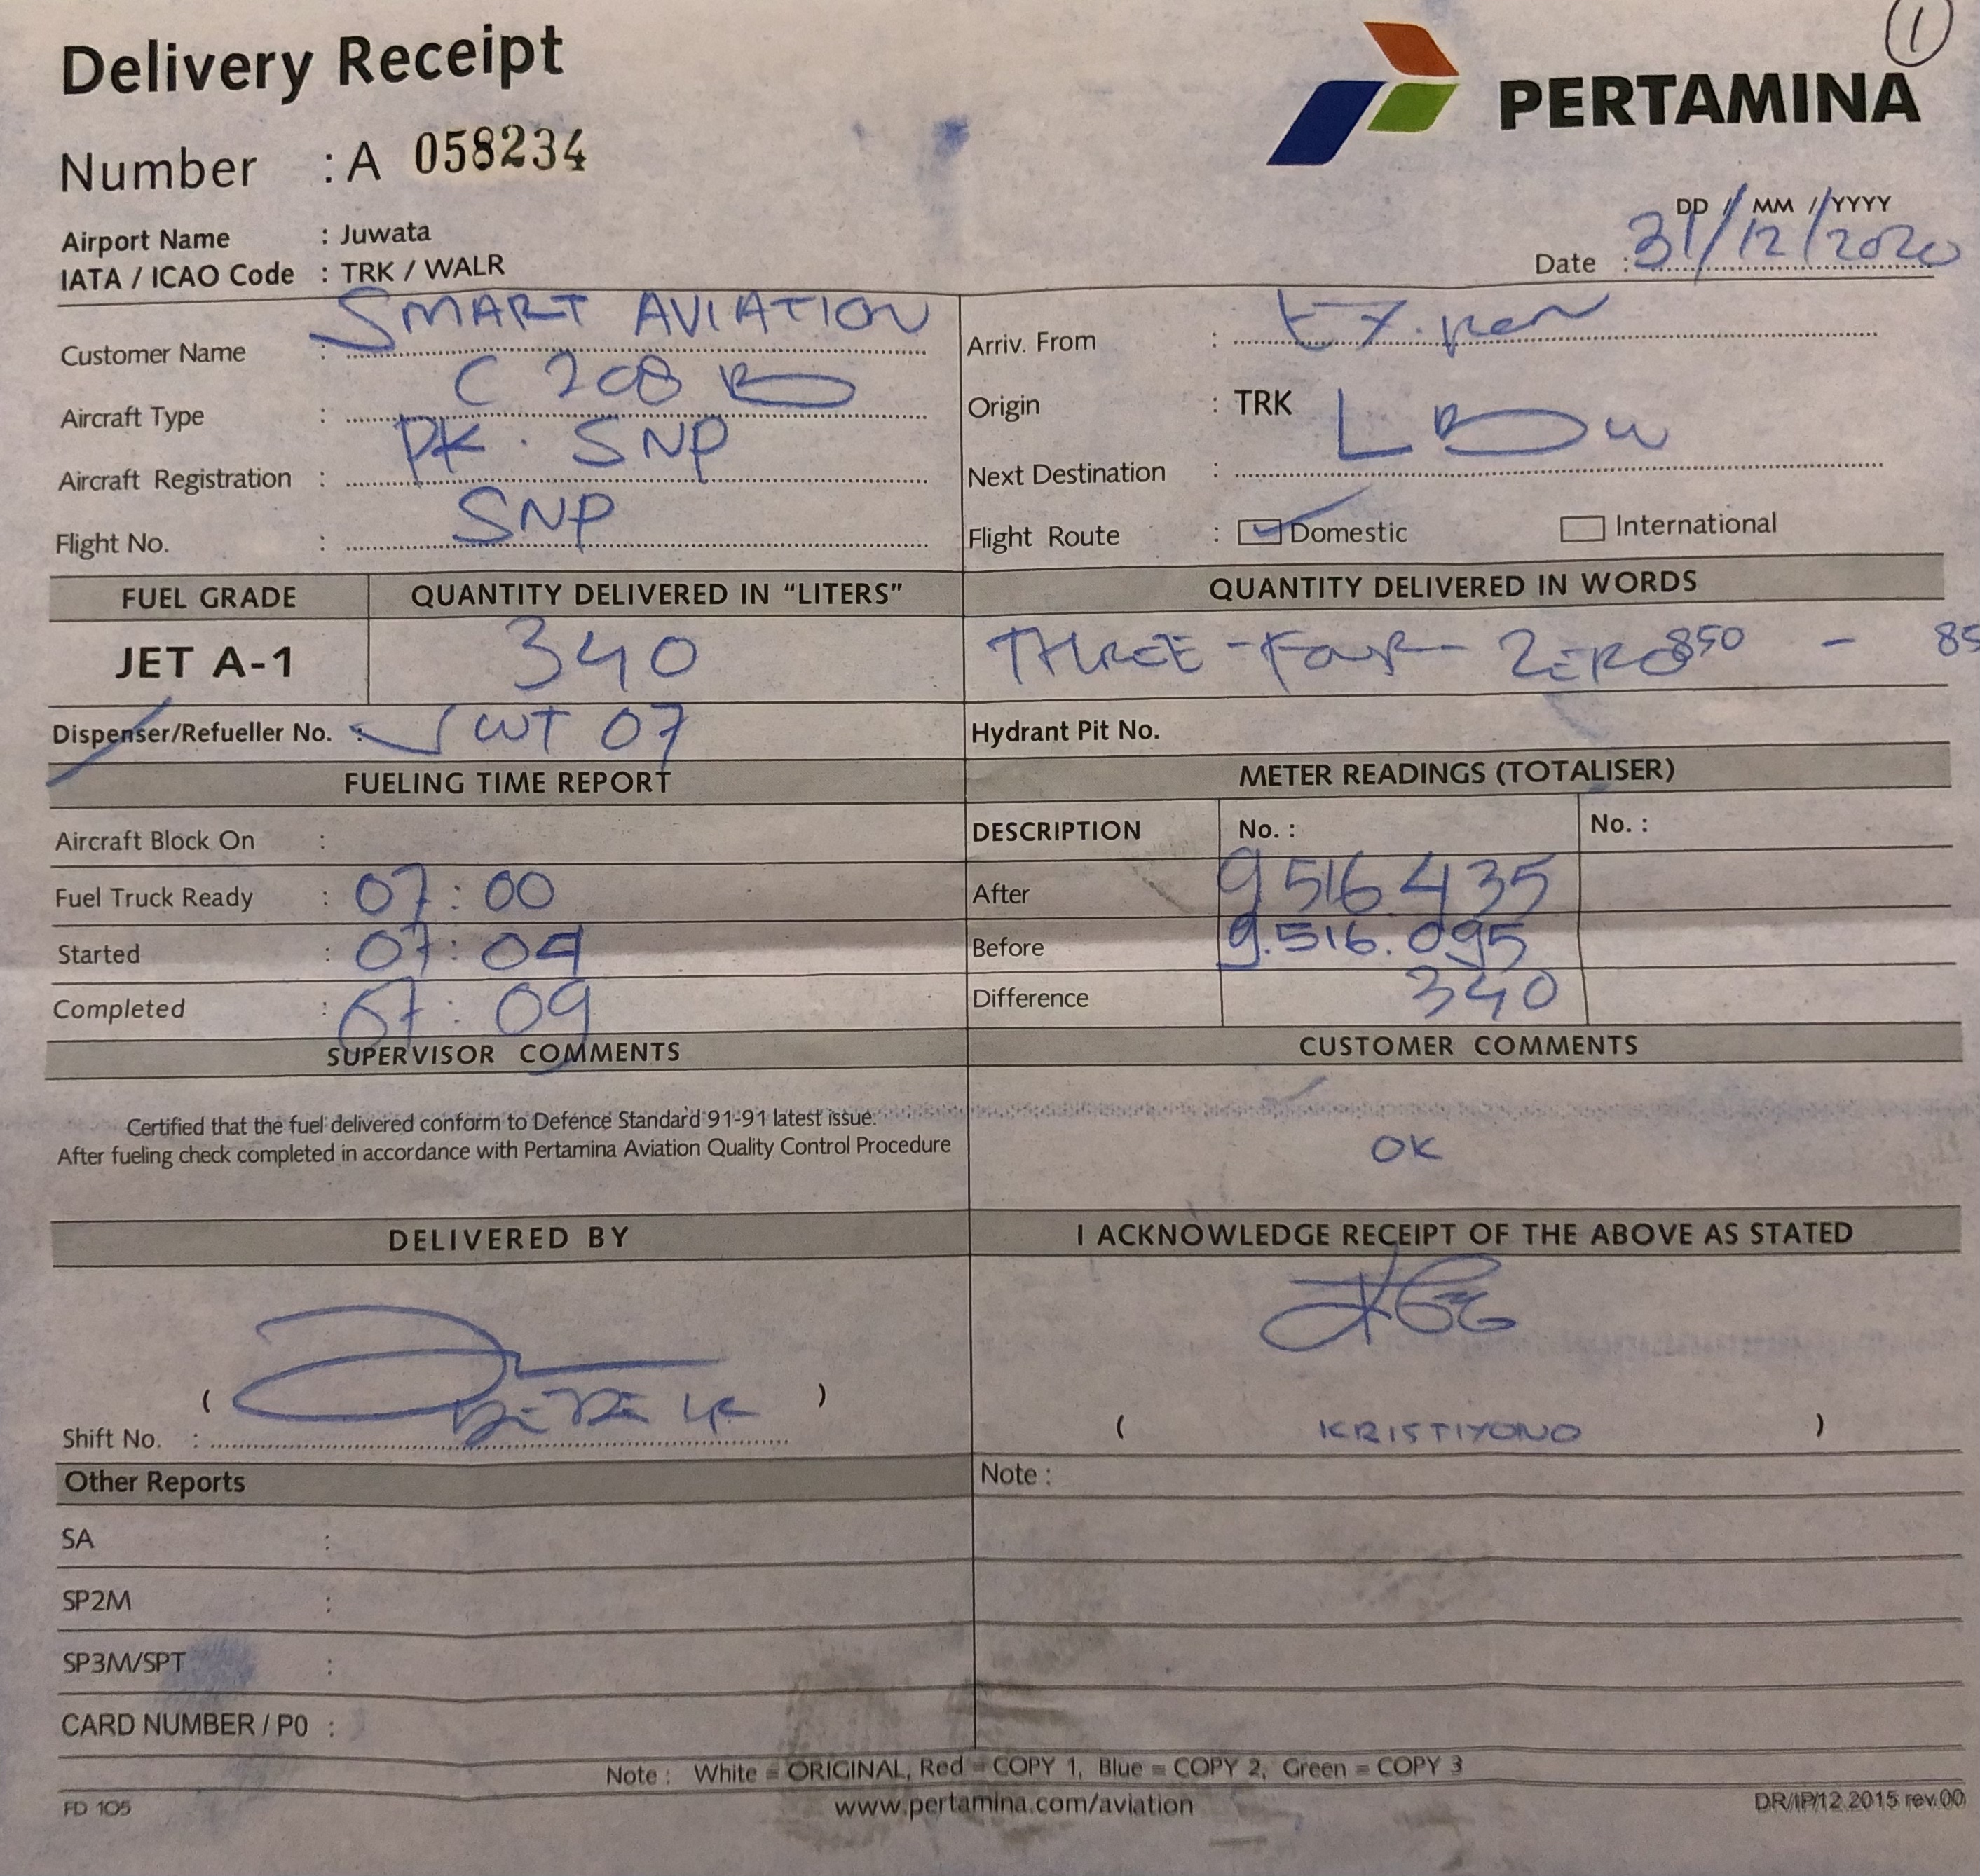 1
Delivery Receipt
PERTAMINA
Number : A 058234
Airport Name : Juwata
IATA / ICAO Code : TRK / WALR
DD / MM / YYYY
Date : 31/12/2020
Customer Name : SMART AVIATION
Aircraft Type : C 208 B
Aircraft Registration : PK. SNP
Flight No. : SNP
Arriv. From :
Origin : TRK
Next Destination : LBW
Flight Route : Domestic International
FUEL GRADE QUANTITY DELIVERED IN “LITERS” QUANTITY DELIVERED IN WORDS
JET A-1 340 THREE - Four - ZERO 850 - 85
Dispenser/Refueller No. : JWT 07 Hydrant Pit No.
FUELING TIME REPORT
Aircraft Block On :
Fuel Truck Ready : 07:00
Started : 07:04
Completed : 07:09
METER READINGS (TOTALISER)
DESCRIPTION No. : No. :
After 9516435
Before 9.516.095
Difference 340
SUPERVISOR COMMENTS
Certified that the fuel delivered conform to Defence Standard 91-91 latest issue.
After fueling check completed in accordance with Pertamina Aviation Quality Control Procedure
CUSTOMER COMMENTS
OK
DELIVERED BY
( )
Shift No. :
I ACKNOWLEDGE RECEIPT OF THE ABOVE AS STATED
( KRISTIYONO )
Other Reports
SA :
SP2M :
SP3M/SPT :
CARD NUMBER / P0 :
Note :
Note : White = ORIGINAL, Red = COPY 1, Blue = COPY 2, Green = COPY 3
FD 105 www.pertamina.com/aviation DR/IP/12 2015 rev.00